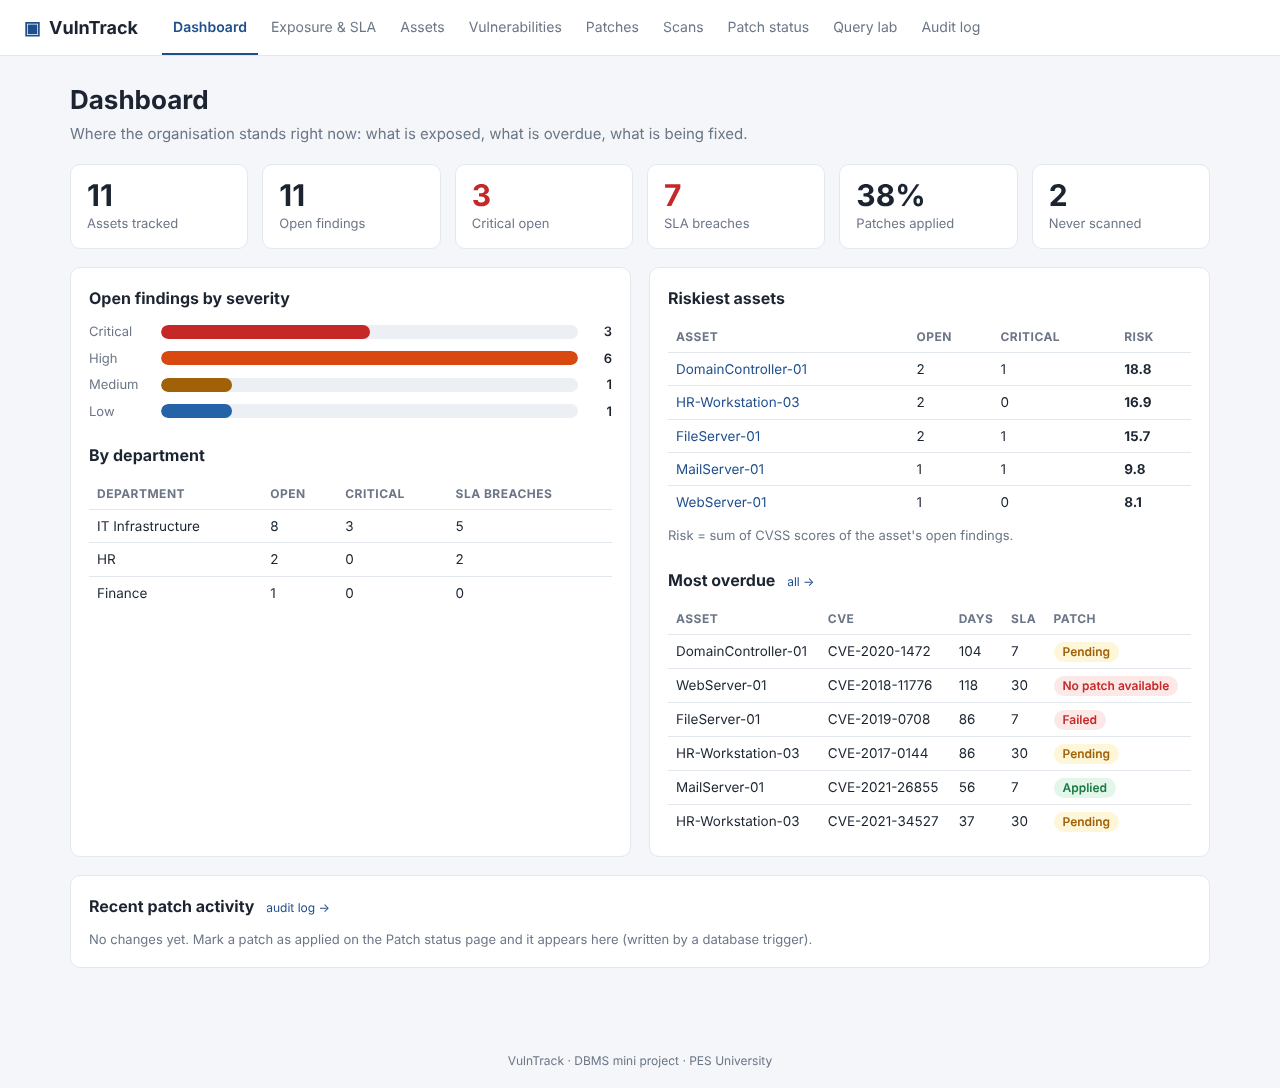 VulnTrack Dashboard Exposure & SLA Assets Vulnerabilities Patches Scans Patch status Query lab Audit log
Dashboard
Where the organisation stands right now: what is exposed, what is overdue, what is being fixed.
11
Assets tracked
11
Open findings
3
Critical open
7
SLA breaches
38%
Patches applied
2
Never scanned
Open findings by severity
Critical 3
High 6
Medium 1
Low 1
By department
DEPARTMENT OPEN CRITICAL SLA BREACHES
IT Infrastructure 8 3 5
HR 2 0 2
Finance 1 0 0
Riskiest assets
ASSET OPEN CRITICAL RISK
DomainController-01 2 1 18.8
HR-Workstation-03 2 0 16.9
FileServer-01 2 1 15.7
MailServer-01 1 1 9.8
WebServer-01 1 0 8.1
Risk = sum of CVSS scores of the asset's open findings.
Most overdue all →
ASSET CVE DAYS SLA PATCH
DomainController-01 CVE-2020-1472 104 7 Pending
WebServer-01 CVE-2018-11776 118 30 No patch available
FileServer-01 CVE-2019-0708 86 7 Failed
HR-Workstation-03 CVE-2017-0144 86 30 Pending
MailServer-01 CVE-2021-26855 56 7 Applied
HR-Workstation-03 CVE-2021-34527 37 30 Pending
Recent patch activity audit log →
No changes yet. Mark a patch as applied on the Patch status page and it appears here (written by a database trigger).
VulnTrack · DBMS mini project · PES University